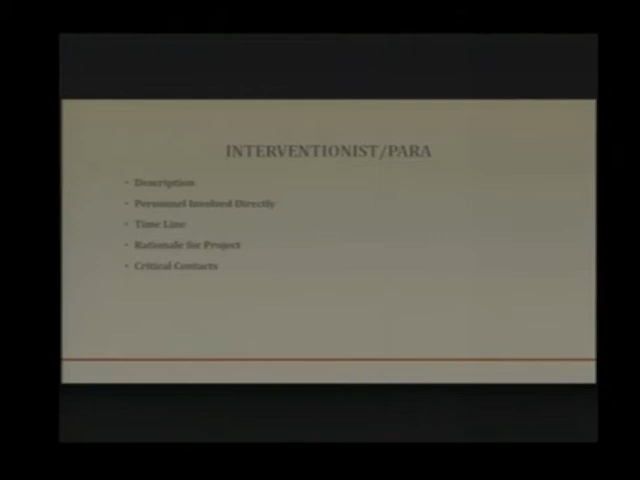 INTERVENTIONIST/PARA
• Description
• Personnel Involved Directly
• Time Line
• Rationale for Project
• Critical Contacts